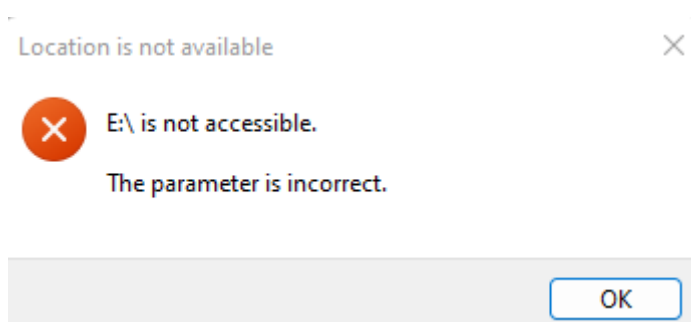 Location is not available
E:\ is not accessible.
The parameter is incorrect.
OK